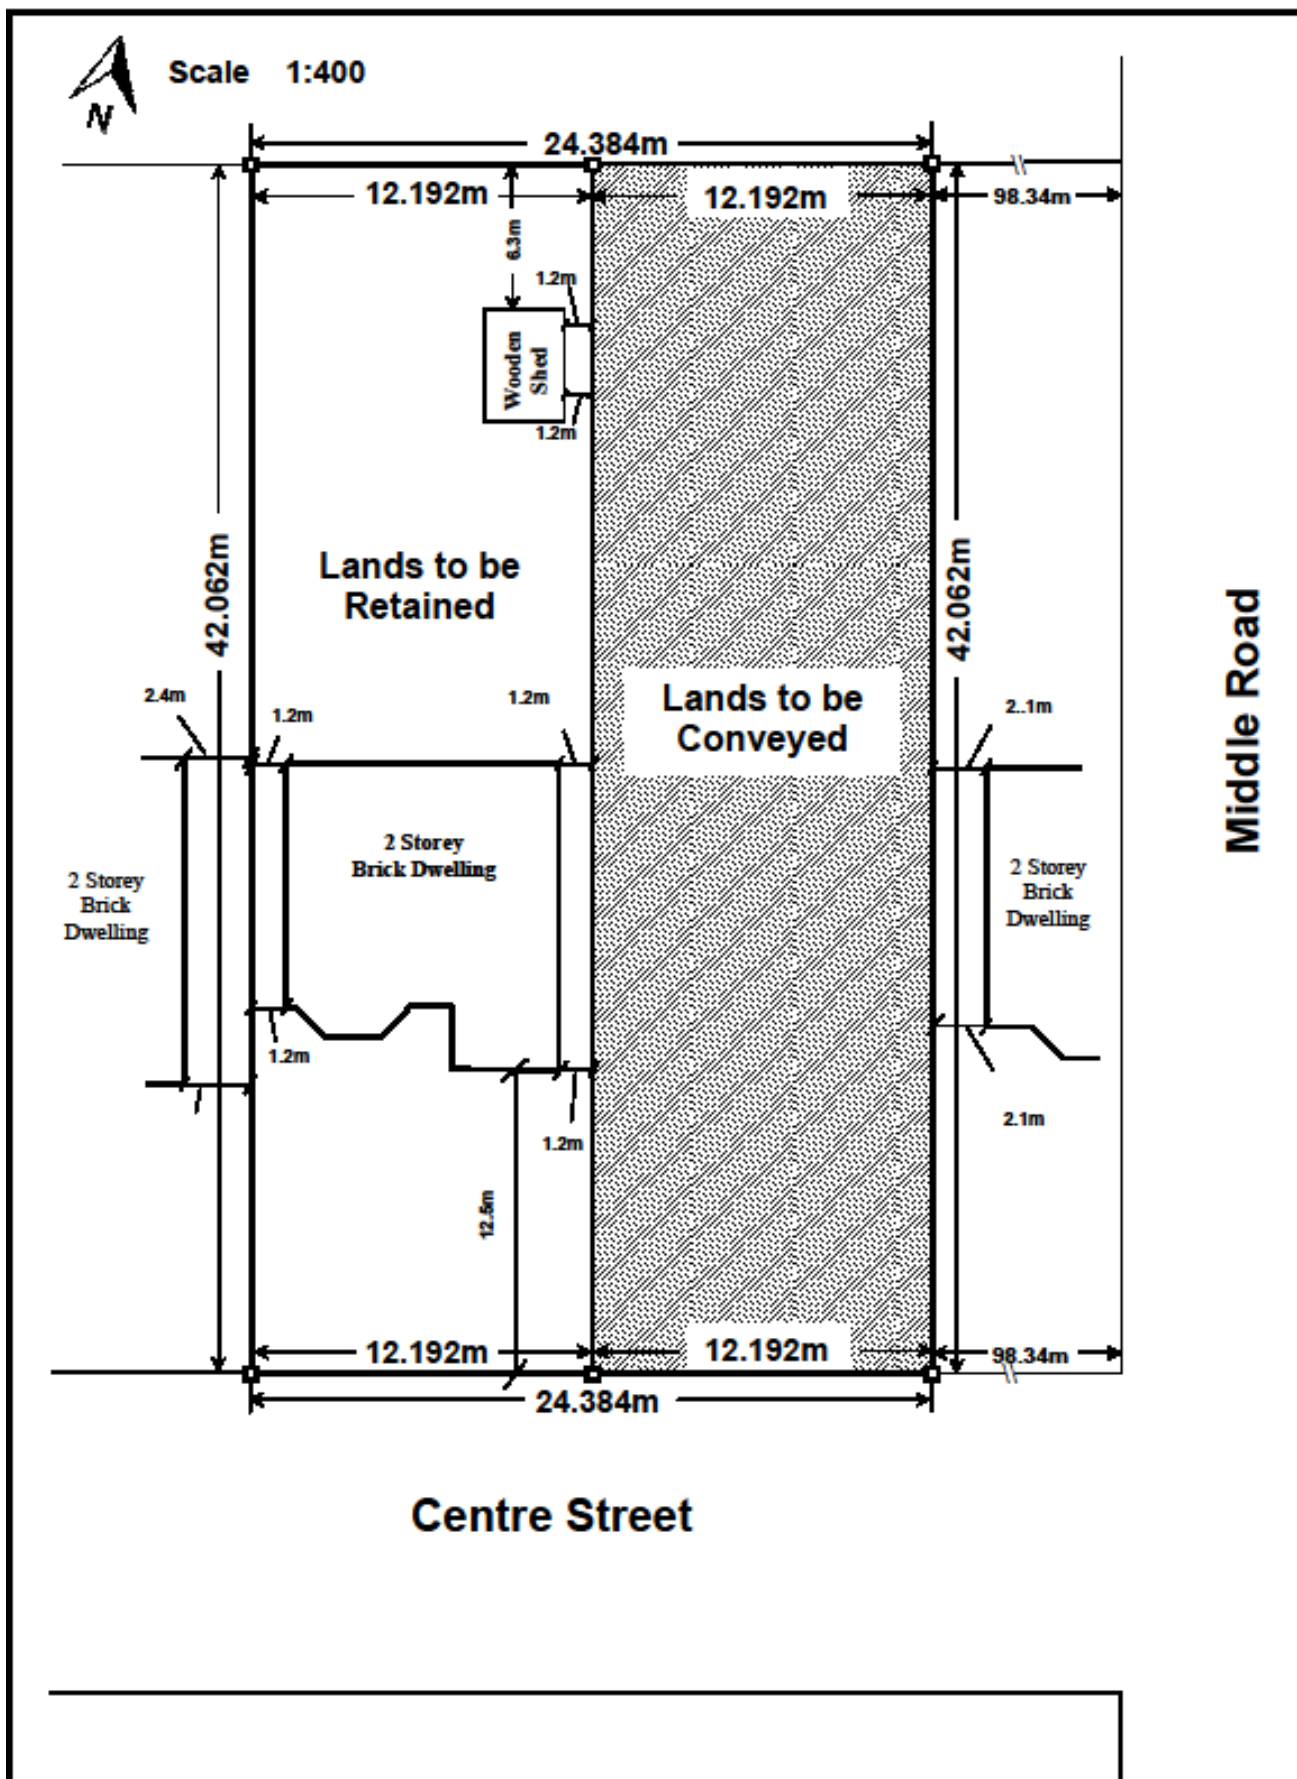 N
Scale 1:400
24.384m
12.192m
12.192m
98.34m
6.3m
1.2m
Wooden
Shed
1.2m
42.062m
Lands to be
Retained
42.062m
Middle Road
Lands to be
Conveyed
2.4m
1.2m
1.2m
2..1m
2 Storey
Brick Dwelling
2 Storey
Brick
Dwelling
2 Storey
Brick
Dwelling
1.2m
1.2m
2.1m
12.5m
12.192m
12.192m
98.34m
24.384m
Centre Street